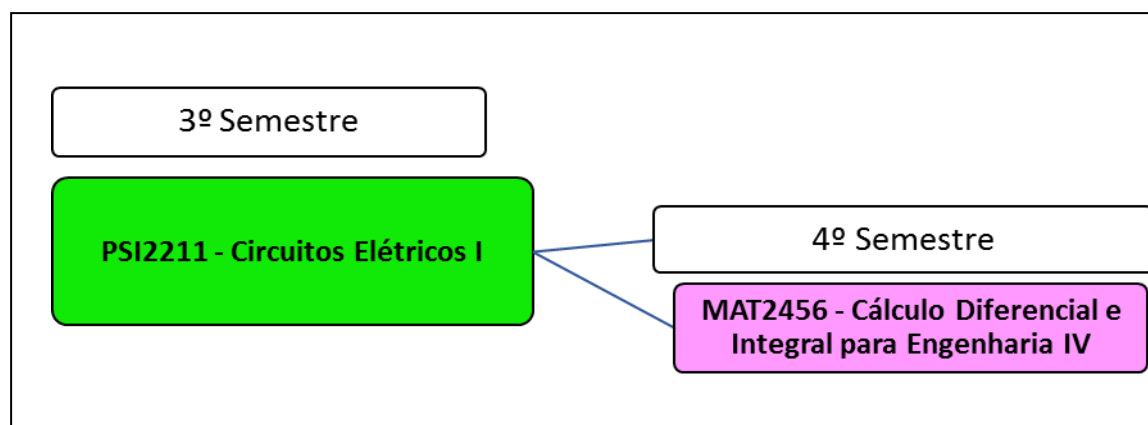 3º Semestre
PSI2211 - Circuitos Elétricos I
4º Semestre
MAT2456 - Cálculo Diferencial e
Integral para Engenharia IV